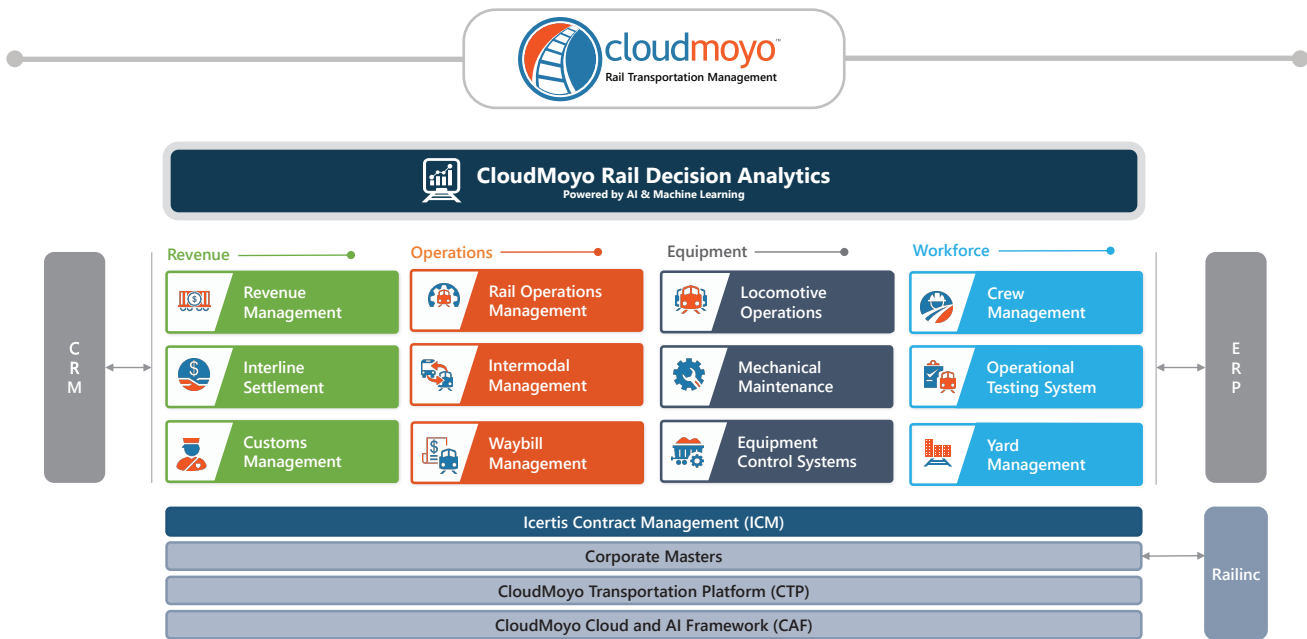 cloudmoyo™
Rail Transportation Management
CloudMoyo Rail Decision Analytics
Powered by AI & Machine Learning
Revenue
Operations
Equipment
Workforce
C
R
M
Revenue
Management
Rail Operations
Management
Locomotive
Operations
Crew
Management
Interline
Settlement
Intermodal
Management
Mechanical
Maintenance
Operational
Testing System
Customs
Management
Waybill
Management
Equipment
Control Systems
Yard
Management
E
R
P
Icertis Contract Management (ICM)
Corporate Masters
CloudMoyo Transportation Platform (CTP)
CloudMoyo Cloud and AI Framework (CAF)
Railinc